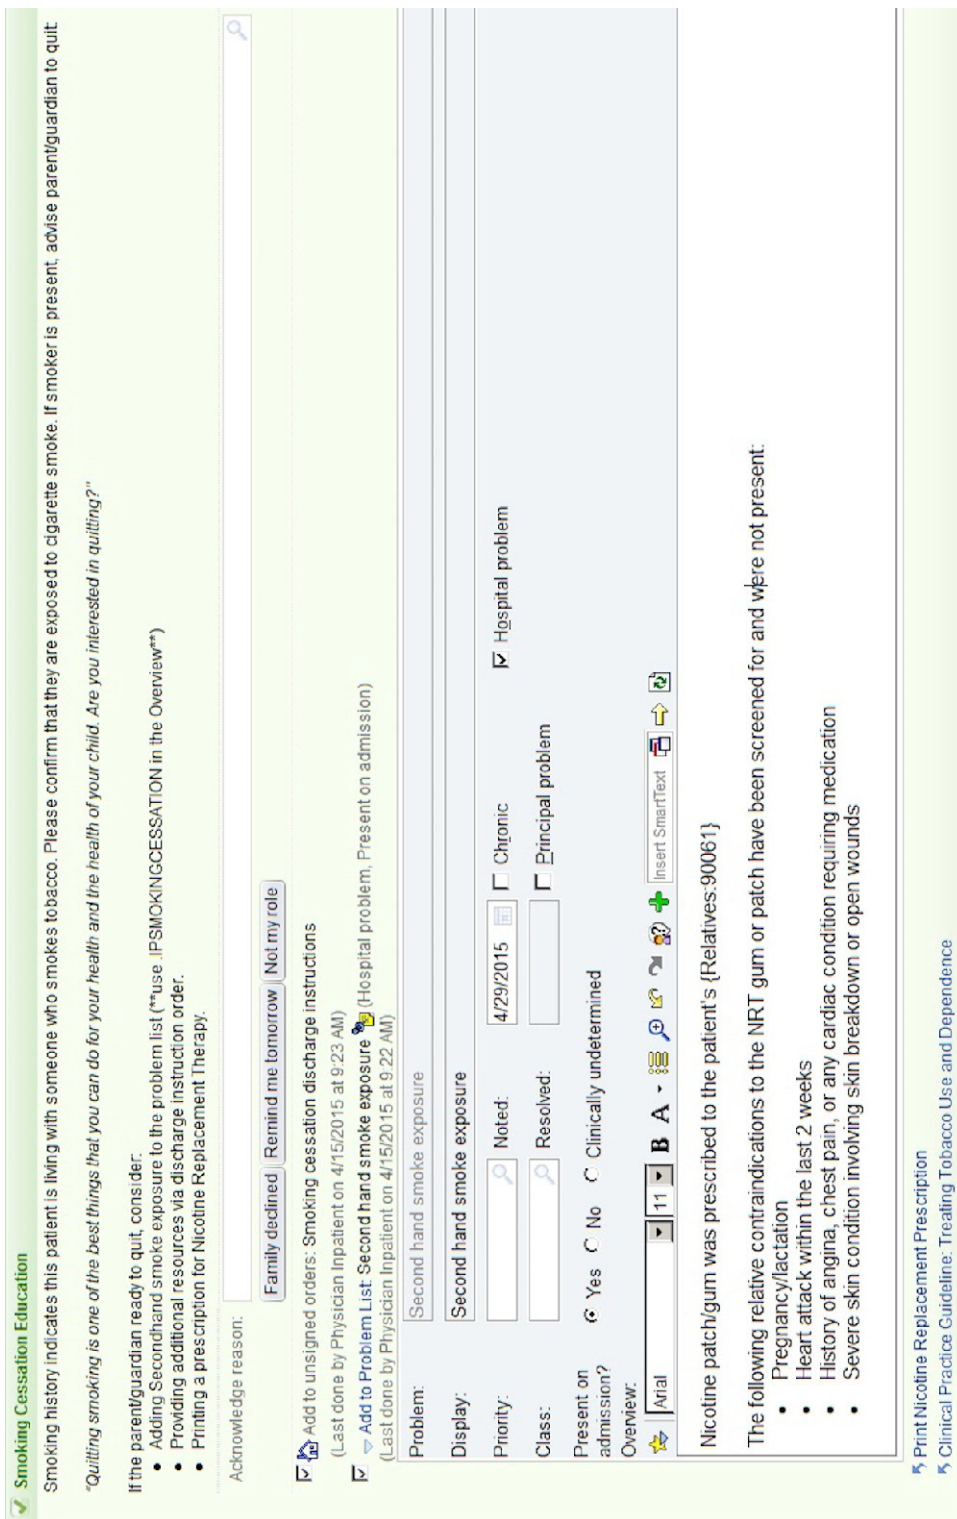 Smoking Cessation Education
Smoking history indicates this patient is living with someone who smokes tobacco. Please confirm that they are exposed to cigarette smoke. If smoker is present, advise parent/guardian to quit:
"Quitting smoking is one of the best things that you can do for your health and the health of your child. Are you interested in quitting?"
If the parent/guardian ready to quit, consider:
• Adding Secondhand smoke exposure to the problem list (**use .IPSMOKINGCESSATION in the Overview**)
• Providing additional resources via discharge instruction order.
• Printing a prescription for Nicotine Replacement Therapy.
Acknowledge reason:
Family declined Remind me tomorrow Not my role
Add to unsigned orders: Smoking cessation discharge instructions
(Last done by Physician Inpatient on 4/15/2015 at 9:23 AM)
Add to Problem List: Second hand smoke exposure (Hospital problem, Present on admission)
(Last done by Physician Inpatient on 4/15/2015 at 9:22 AM)
Problem: Second hand smoke exposure
Display: Second hand smoke exposure
Priority: Noted: 4/29/2015 Chronic Hospital problem
Class: Resolved: Principal problem
Present on admission? Yes No Clinically undetermined
Overview:
Arial 11 B A Insert SmartText
Nicotine patch/gum was prescribed to the patient's {Relatives:90061}
The following relative contraindications to the NRT gum or patch have been screened for and were not present:
• Pregnancy/lactation
• Heart attack within the last 2 weeks
• History of angina, chest pain, or any cardiac condition requiring medication
• Severe skin condition involving skin breakdown or open wounds
Print Nicotine Replacement Prescription
Clinical Practice Guideline: Treating Tobacco Use and Dependence